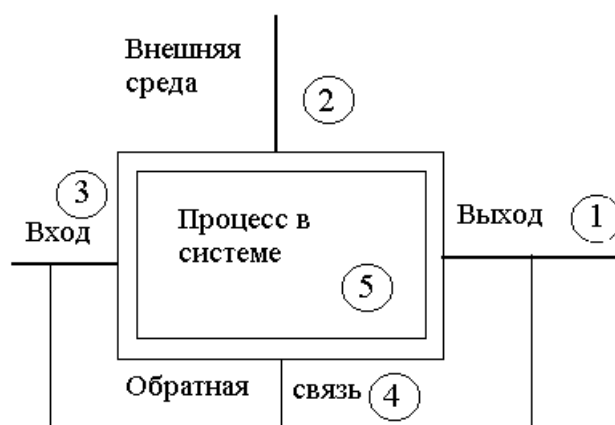 Внешняя
среда
2
3
Вход
Процесс в
системе
5
Выход
1
Обратная связь
4